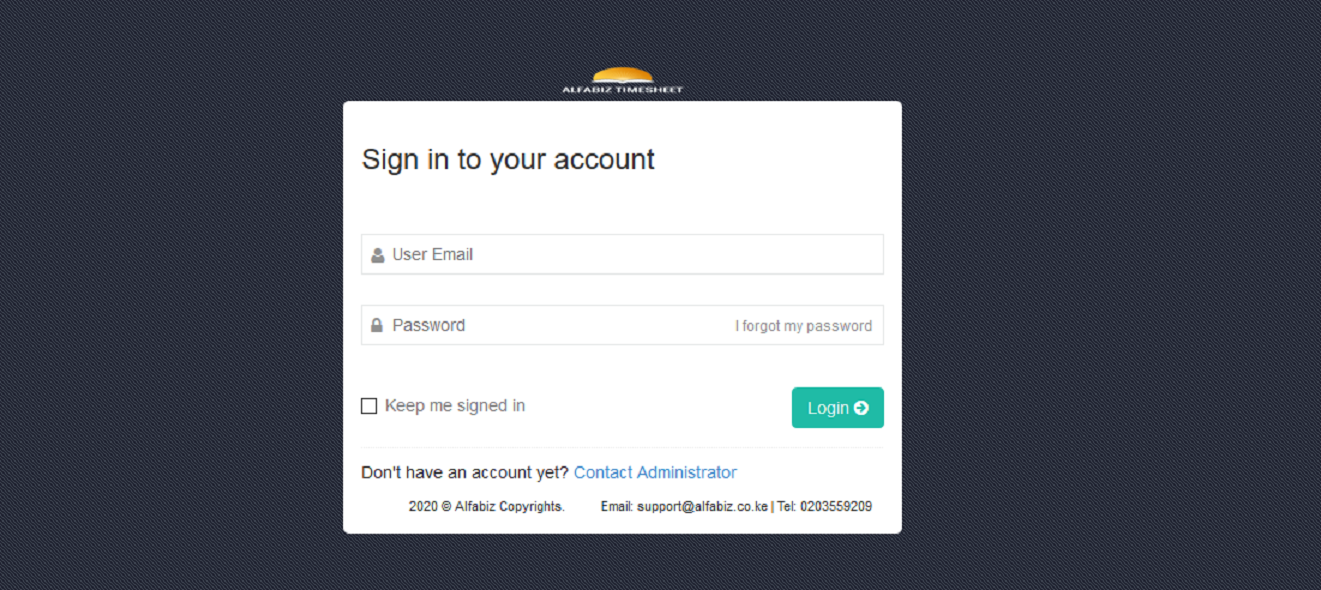 ALFABIZ TIMESHEET
Sign in to your account
User Email
Password I forgot my password
Keep me signed in Login
Don't have an account yet? Contact Administrator
2020 © Alfabiz Copyrights. Email: support@alfabiz.co.ke | Tel: 0203559209